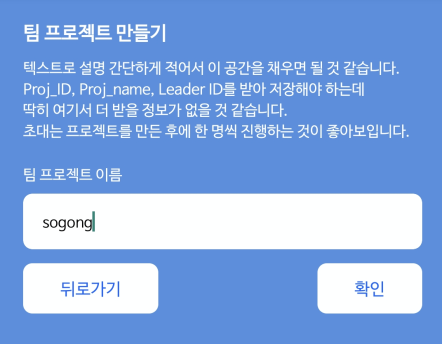 팀 프로젝트 만들기
텍스트로 설명 간단하게 적어서 이 공간을 채우면 될 것 같습니다.
Proj_ID, Proj_name, Leader ID를 받아 저장해야 하는데
딱히 여기서 더 받을 정보가 없을 것 같습니다.
초대는 프로젝트를 만든 후에 한 명씩 진행하는 것이 좋아보입니다.
팀 프로젝트 이름
sogong
뒤로가기
확인